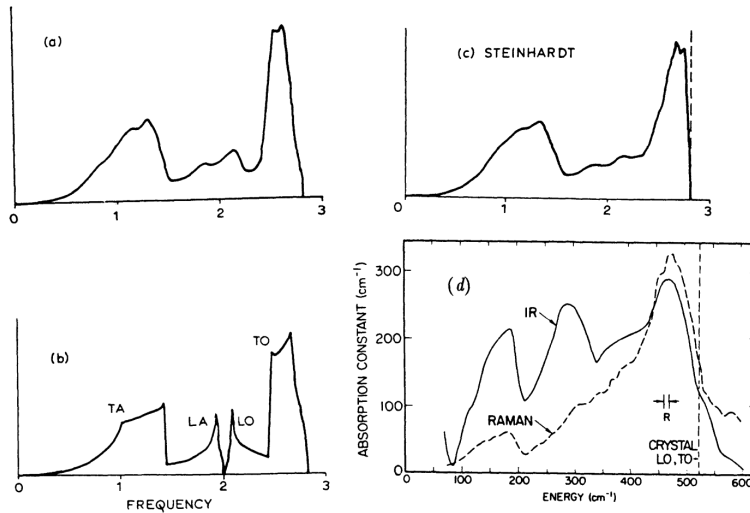 (a)
0 1 2 3
(c) STEINHARDT
0 1 2 3
(b)
TA
LA
LO
TO
0 1 2 3
FREQUENCY
(d)
ABSORPTION CONSTANT (cm⁻¹)
300
200
100
0
IR
RAMAN
R
CRYSTAL
LO, TO
0 100 200 300 400 500 600
ENERGY (cm⁻¹)